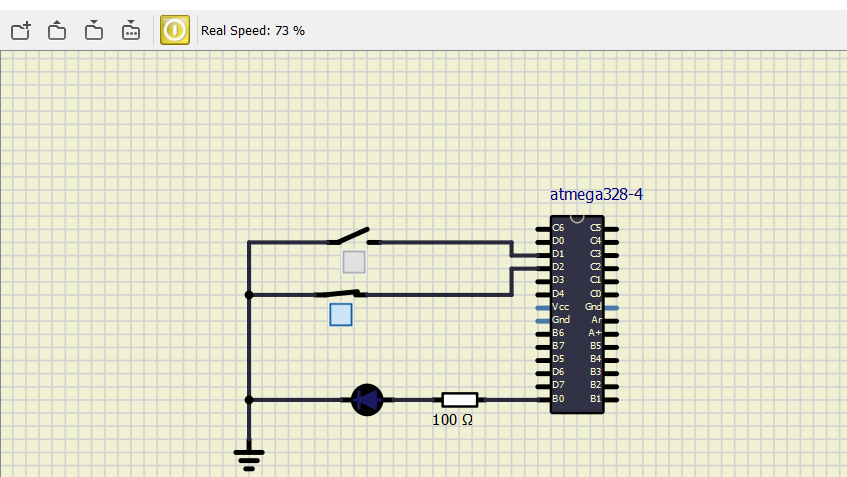 Real Speed: 73 %
atmega328-4
C6 C5
D0 C4
D1 C3
D2 C2
D3 C1
D4 C0
Vcc Gnd
Gnd Ar
B6 A+
B7 B5
D5 B4
D6 B3
D7 B2
B0 B1
100 Ω